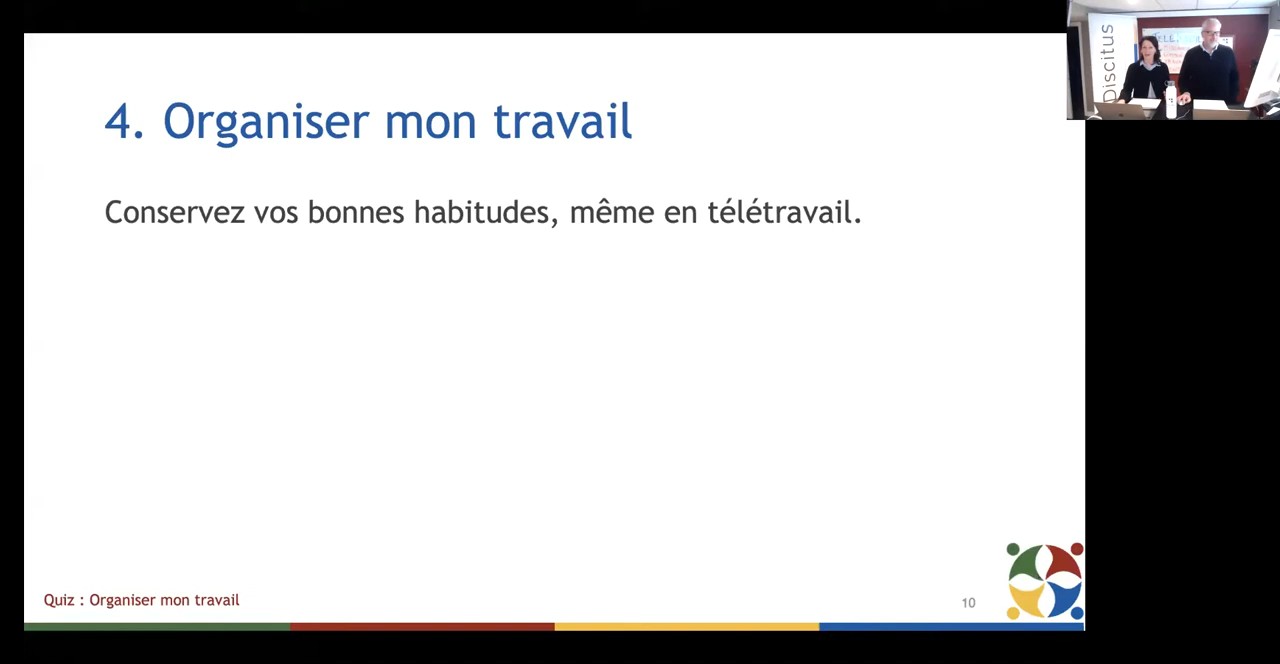 4. Organiser mon travail
Conservez vos bonnes habitudes, même en télétravail.
Quiz : Organiser mon travail
10
Discitus